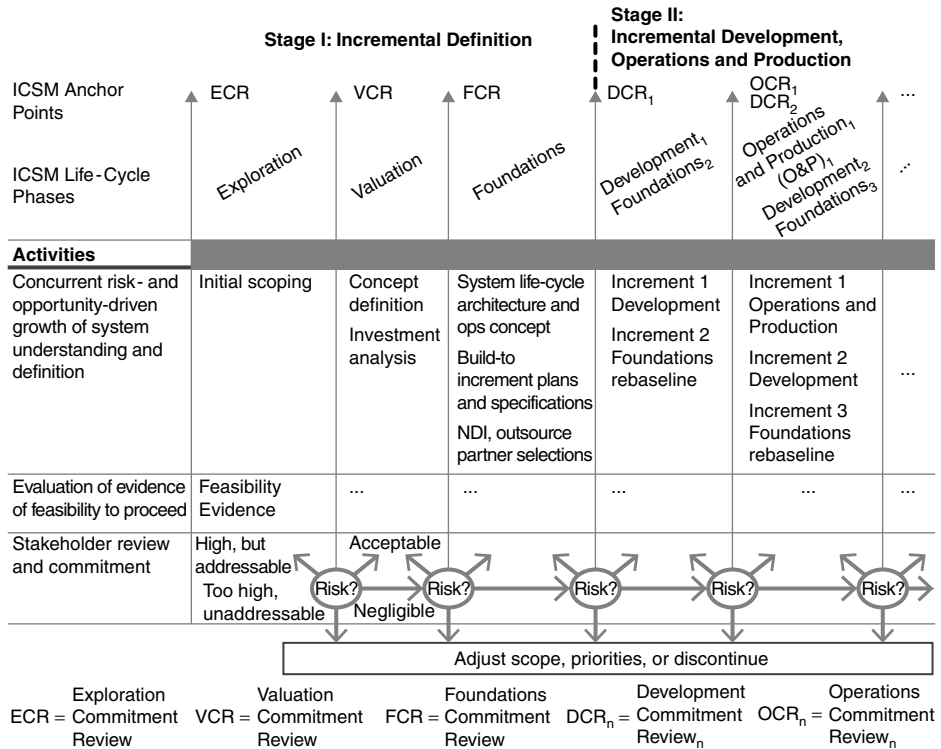 Stage I: Incremental Definition
Stage II:
Incremental Development,
Operations and Production
ICSM Anchor
Points
ECR
VCR
FCR
DCR₁
OCR₁
DCR₂
...
ICSM Life-Cycle
Phases
Exploration
Valuation
Foundations
Development₁
Foundations₂
Operations
and Production₁
(O&P)₁
Development₂
Foundations₃
...
Activities
Concurrent risk- and
opportunity-driven
growth of system
understanding and
definition
Initial scoping
Concept
definition
Investment
analysis
System life-cycle
architecture and
ops concept
Build-to
increment plans
and specifications
NDI, outsource
partner selections
Increment 1
Development
Increment 2
Foundations
rebaseline
Increment 1
Operations and
Production
Increment 2
Development
Increment 3
Foundations
rebaseline
...
Evaluation of evidence
of feasibility to proceed
Feasibility
Evidence
...
...
...
...
...
Stakeholder review
and commitment
High, but
addressable
Too high,
unaddressable
Acceptable
Negligible
Risk?
Risk?
Risk?
Risk?
Risk?
Adjust scope, priorities, or discontinue
ECR = Exploration
Commitment
Review
VCR = Valuation
Commitment
Review
FCR = Foundations
Commitment
Review
DCRₙ = Development
Commitment
Reviewₙ
OCRₙ = Operations
Commitment
Reviewₙ